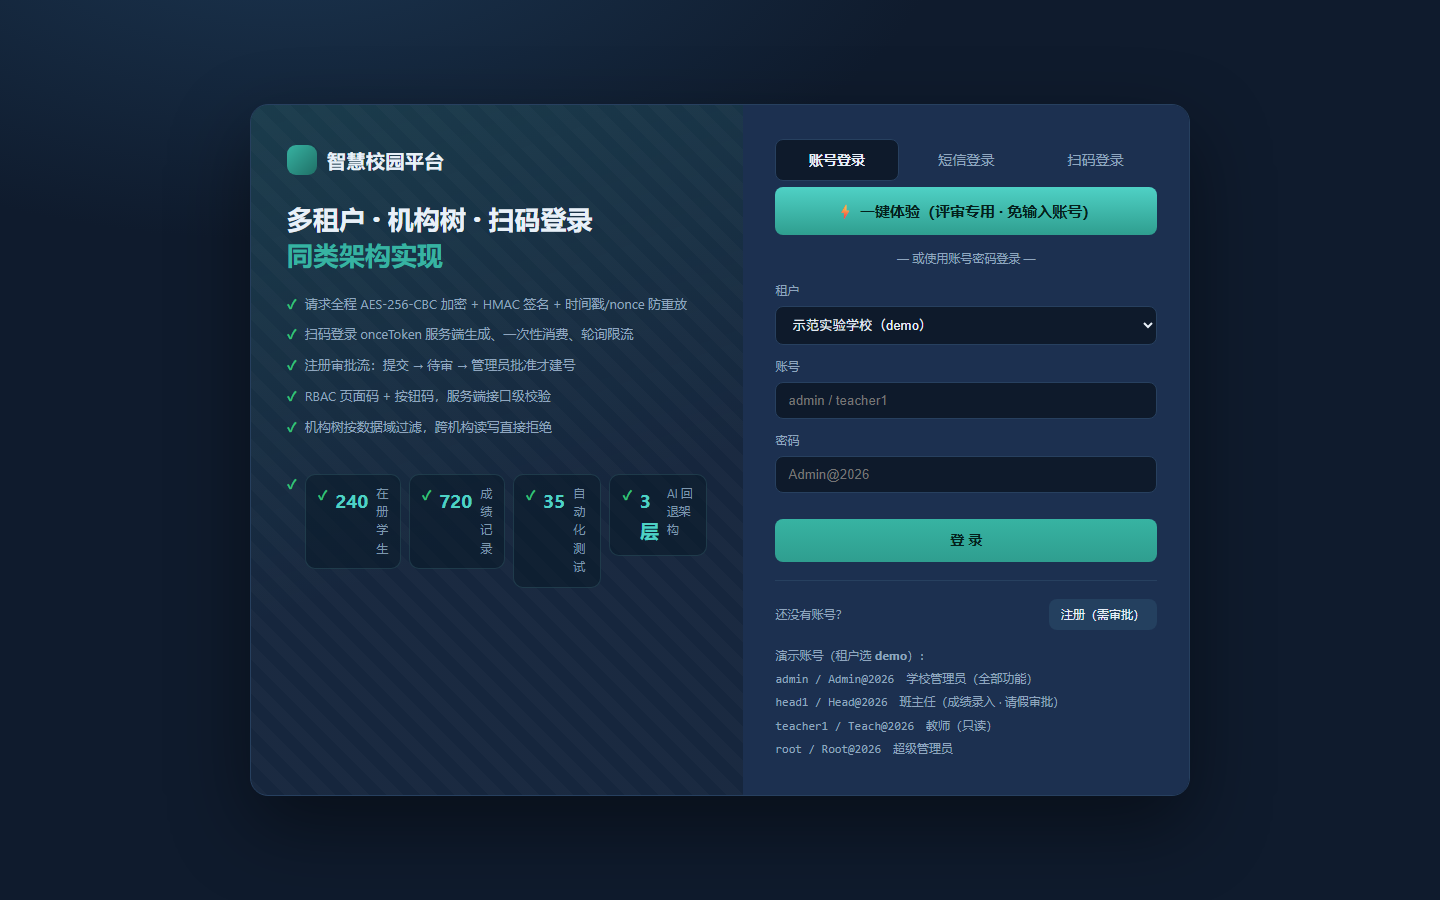 智慧校园平台
多租户 · 机构树 · 扫码登录
同类架构实现
✓ 请求全程 AES-256-CBC 加密 + HMAC 签名 + 时间戳/nonce 防重放
✓ 扫码登录 onceToken 服务端生成、一次性消费、轮询限流
✓ 注册审批流：提交 → 待审 → 管理员批准才建号
✓ RBAC 页面码 + 按钮码，服务端接口级校验
✓ 机构树按数据域过滤，跨机构读写直接拒绝
✓
✓ 240 在册学生
✓ 720 成绩记录
✓ 35 自动化测试
✓ 3层 AI 回退架构
账号登录 短信登录 扫码登录
⚡ 一键体验（评审专用 · 免输入账号）
— 或使用账号密码登录 —
租户
示范实验学校（demo）
账号
admin / teacher1
密码
Admin@2026
登 录
还没有账号？ 注册（需审批）
演示账号（租户选 demo）：
admin / Admin@2026 学校管理员（全部功能）
head1 / Head@2026 班主任（成绩录入 · 请假审批）
teacher1 / Teach@2026 教师（只读）
root / Root@2026 超级管理员